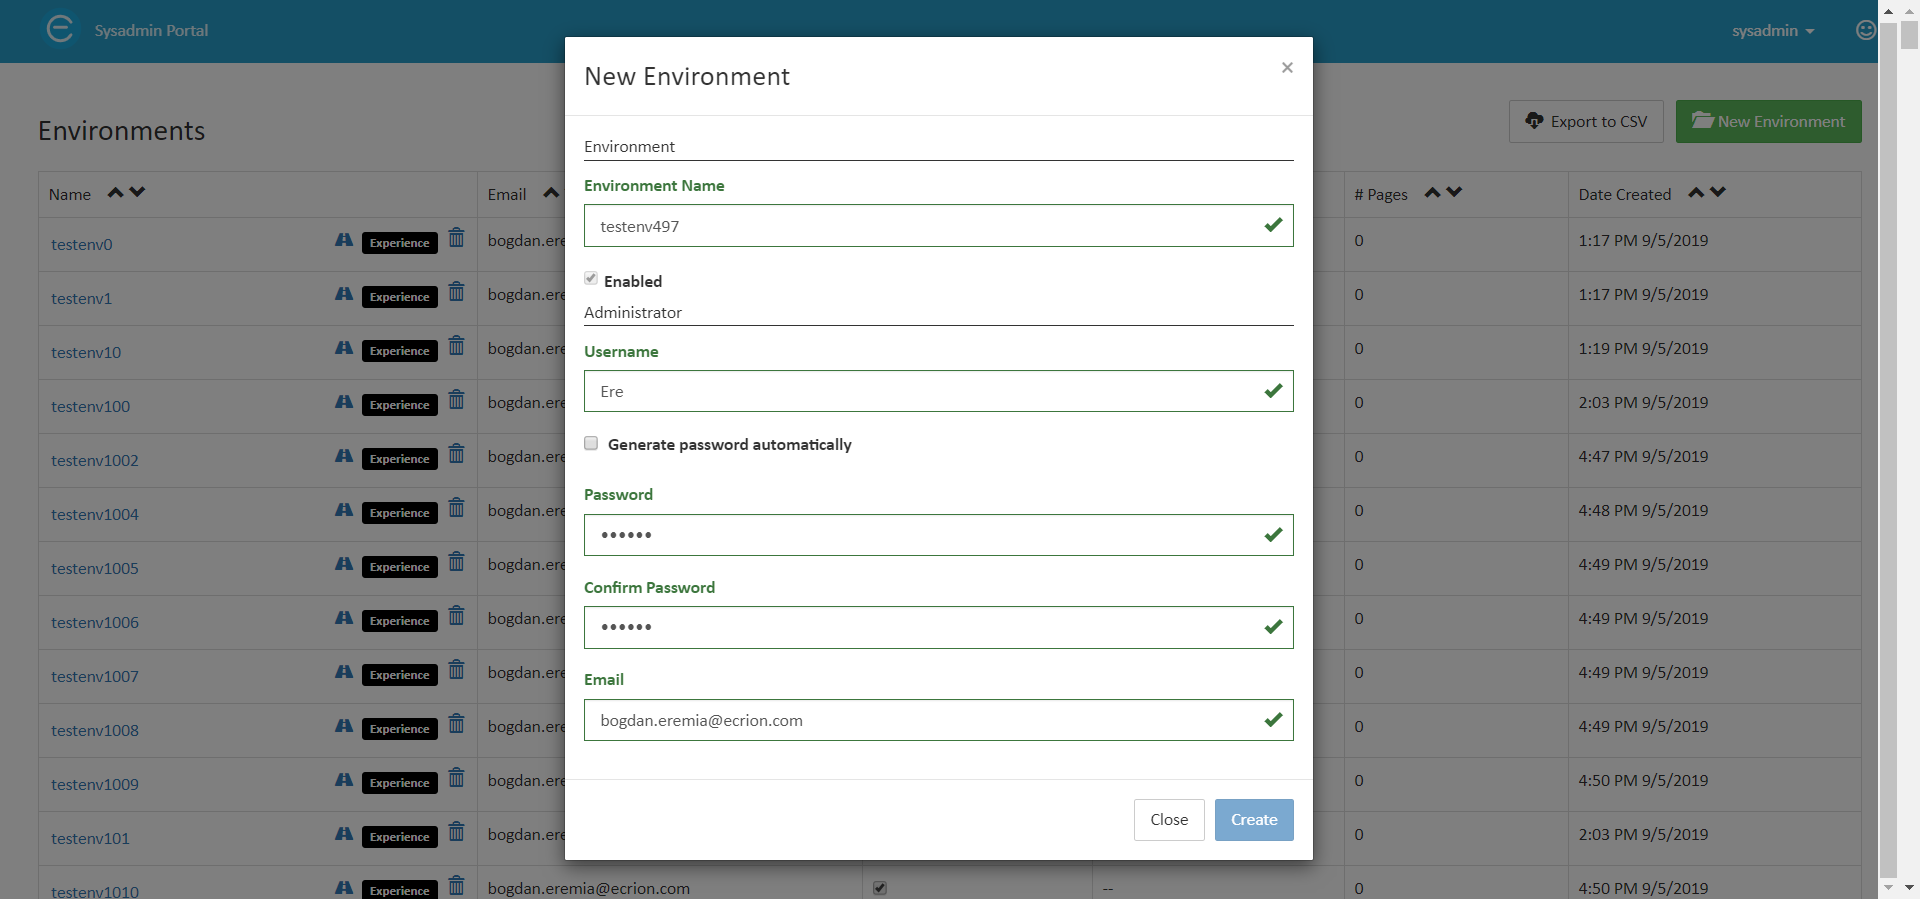 Sysadmin Portal
sysadmin
New Environment
×
Environments
Export to CSV
New Environment
Environment
Environment Name
testenv497
Enabled
Administrator
Username
Ere
Generate password automatically
Password
••••••
Confirm Password
••••••
Email
bogdan.eremia@ecrion.com
Close
Create
Name Email # Pages Date Created
testenv0 Experience bogdan.ere 0 1:17 PM 9/5/2019
testenv1 Experience bogdan.ere 0 1:17 PM 9/5/2019
testenv10 Experience bogdan.ere 0 1:19 PM 9/5/2019
testenv100 Experience bogdan.ere 0 2:03 PM 9/5/2019
testenv1002 Experience bogdan.ere 0 4:47 PM 9/5/2019
testenv1004 Experience bogdan.ere 0 4:48 PM 9/5/2019
testenv1005 Experience bogdan.ere 0 4:49 PM 9/5/2019
testenv1006 Experience bogdan.ere 0 4:49 PM 9/5/2019
testenv1007 Experience bogdan.ere 0 4:49 PM 9/5/2019
testenv1008 Experience bogdan.ere 0 4:49 PM 9/5/2019
testenv1009 Experience bogdan.ere 0 4:50 PM 9/5/2019
testenv101 Experience bogdan.ere 0 2:03 PM 9/5/2019
testenv1010 Experience bogdan.eremia@ecrion.com -- 0 4:50 PM 9/5/2019